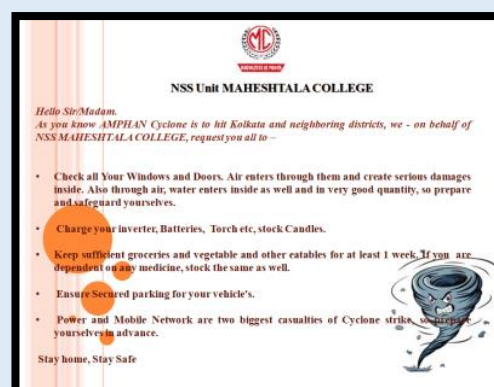 MC
NSS Unit MAHESHTALA COLLEGE
Hello Sir/Madam.
As you know AMPHAN Cyclone is to hit Kolkata and neighboring districts, we - on behalf of
NSS MAHESHTALA COLLEGE, request you all to –
• Check all Your Windows and Doors. Air enters through them and create serious damages
inside. Also through air, water enters inside as well and in very good quantity, so prepare
and safeguard yourselves.
• Charge your inverter, Batteries, Torch etc, stock Candles.
• Keep sufficient groceries and vegetable and other eatables for at least 1 week. If you are
dependent on any medicine, stock the same as well.
• Ensure Secured parking for your vehicle's.
• Power and Mobile Network are two biggest casualties of Cyclone strike, so prepare
yourselves in advance.
Stay home, Stay Safe